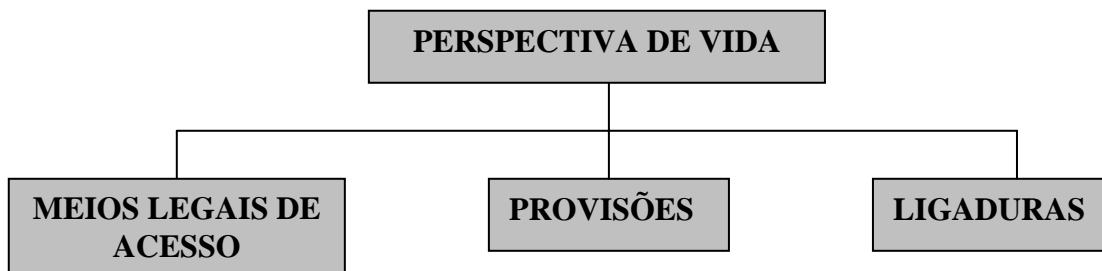 PERSPECTIVA DE VIDA
MEIOS LEGAIS DE
ACESSO
PROVISÕES
LIGADURAS